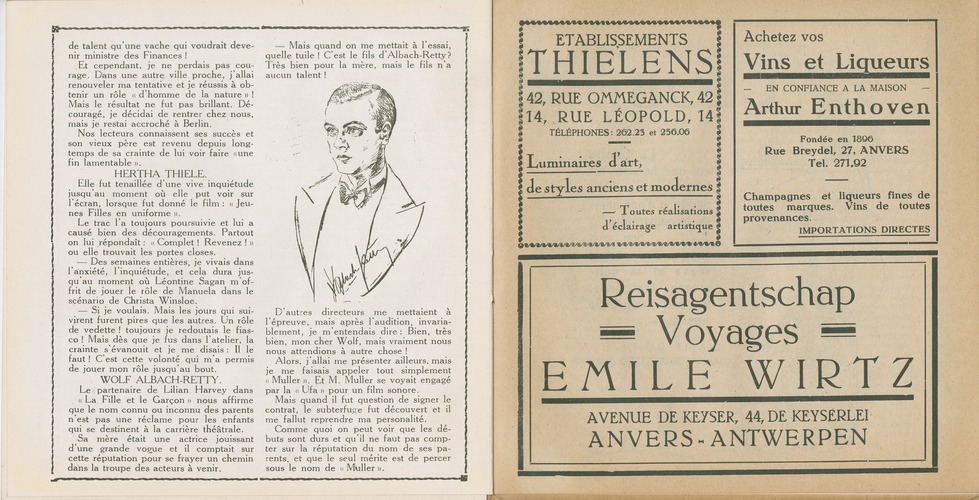 de talent qu'une vache qui voudrait deve-
nir ministre des Finances !
Et cependant, je ne perdais pas cou-
rage. Dans une autre ville proche, j'allai
renouveler ma tentative et je réussis à ob-
tenir un rôle « d'homme de la nature » !
Mais le résultat ne fut pas brillant. Dé-
couragé, je décidai de rentrer chez nous,
mais je restai accroché à Berlin.
Nos lecteurs connaissent ses succès et
son vieux père est revenu depuis long-
temps de sa crainte de lui voir faire «une
fin lamentable ».
HERTHA THIELE.
Elle fut tenaillée d'une vive inquiétude
jusqu'au moment où elle put voir sur
l'écran, lorsque fut donné le film : « Jeu-
nes Filles en uniforme ».
Le trac l'a toujours poursuivie et lui a
causé bien des découragements. Partout
on lui répondait : « Complet ! Revenez ! »
ou elle trouvait les portes closes.
— Des semaines entières, je vivais dans
l'anxiété, l'inquiétude, et cela dura jus-
qu'au moment où Léontine Sagan m'of-
frit de jouer le rôle de Manuela dans le
scénario de Christa Winsloe.
— Si je voulais. Mais les jours qui sui-
virent furent pires que les autres. Un rôle
de vedette ! toujours je redoutais le fias-
co ! Mais dès que je fus dans l'atelier, la
crainte s'évanouit et je me disais : Il le
faut ! C'est cette volonté qui m'a permis
de jouer mon rôle jusqu'au bout.
WOLF ALBACH-RETTY.
Le partenaire de Lilian Harvey dans
« La Fille et le Garçon » nous affirme
que le nom connu ou inconnu des parents
n'est pas une réclame pour les enfants
qui se destinent à la carrière théâtrale.
Sa mère était une actrice jouissant
d'une grande vogue et il comptait sur
cette réputation pour se frayer un chemin
dans la troupe des acteurs à venir.
— Mais quand on me mettait à l'essai,
quelle tuile ! C'est le fils d'Albach-Retty?
Très bien pour la mère, mais le fils n'a
aucun talent !
D'autres directeurs me mettaient à
l'épreuve, mais après l'audition, invaria-
blement, je m'entendais dire : Bien, très
bien, mon cher Wolf, mais vraiment nous
nous attendions à autre chose !
Alors, j'allai me présenter ailleurs, mais
je me faisais appeler tout simplement
« Muller ». Et M. Muller se voyait engagé
par la « Ufa » pour un film sonore.
Mais quand il fut question de signer le
contrat, le subterfuge fut découvert et il
me fallut reprendre ma personalité.
Comme quoi on peut voir que les dé-
buts sont durs et qu'il ne faut pas comp-
ter sur la réputation du nom de ses pa-
rents, et que le seul mérite est de percer
sous le nom de « Muller ».
ETABLISSEMENTS
THIELENS
42, RUE OMMEGANCK, 42
14, RUE LÉOPOLD, 14
TÉLÉPHONES : 262.23 et 256.06
Luminaires d'art,
de styles anciens et modernes
— Toutes réalisations
d'éclairage artistique
Achetez vos
Vins et Liqueurs
— EN CONFIANCE A LA MAISON —
Arthur Enthoven
Fondée en 1896
Rue Breydel, 27, ANVERS
Tel. 271.92
Champagnes et liqueurs fines de
toutes marques. Vins de toutes
provenances.
IMPORTATIONS DIRECTES
Reisagentschap
Voyages
EMILE WIRTZ
AVENUE DE KEYSER, 44, DE KEYSERLEI
ANVERS - ANTWERPEN